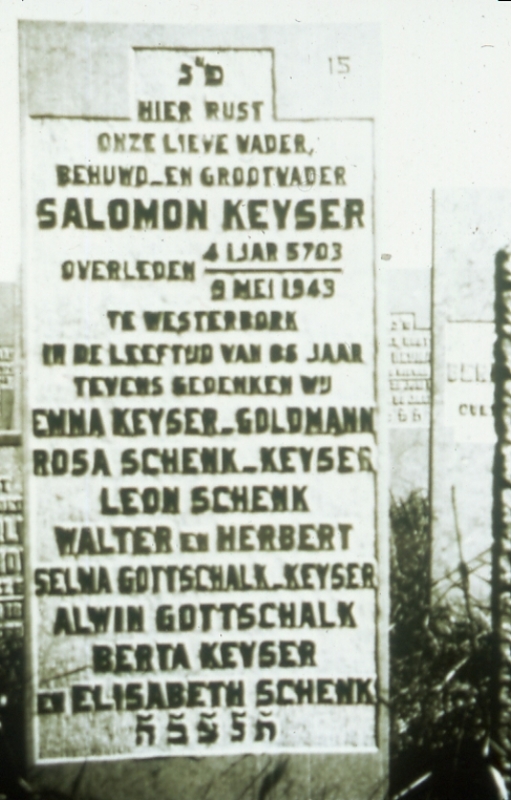 15
פ״נ
HIER RUST
ONZE LIEVE VADER,
BEHUWD_EN GROOTVADER
SALOMON KEYSER
OVERLEDEN 4 IJAR 5703
9 MEI 1943
TE WESTERBORK
IN DE LEEFTIJD VAN 86 JAAR
TEVENS GEDENKEN WIJ
EMMA KEYSER_GOLDMANN
ROSA SCHENK_KEYSER
LEON SCHENK
WALTER EN HERBERT
SELMA GOTTSCHALK_KEYSER
ALWIN GOTTSCHALK
BERTA KEYSER
EN ELISABETH SCHENK
ת נ צ ב ה